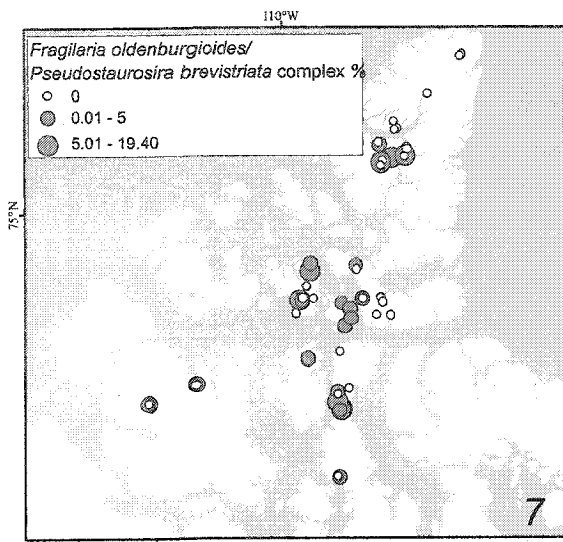 110°W
Fragilaria oldenburgioides/
Pseudostaurosira brevistriata complex %
0
0.01 - 5
5.01 - 19.40
75°N
7